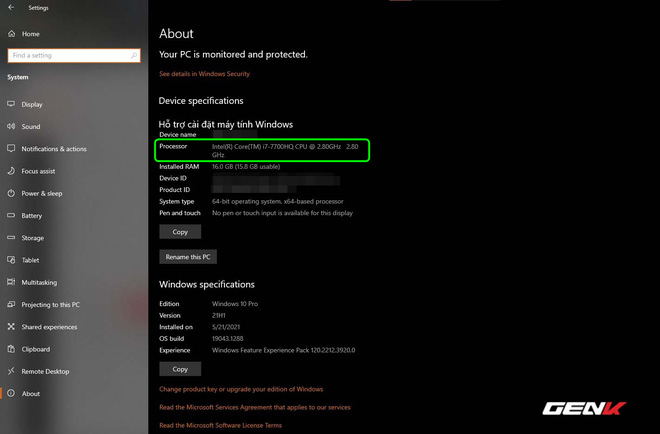 Settings
Home
Find a setting
System
Display
Sound
Notifications & actions
Focus assist
Power & sleep
Battery
Storage
Tablet
Multitasking
Projecting to this PC
Shared experiences
Clipboard
Remote Desktop
About
About
Your PC is monitored and protected.
See details in Windows Security
Device specifications
Hỗ trợ cài đặt máy tính Windows
Device name
Processor Intel(R) Core(TM) i7-7700HQ CPU @ 2.80GHz 2.80
GHz
Installed RAM 16.0 GB (15.8 GB usable)
Device ID
Product ID
System type 64-bit operating system, x64-based processor
Pen and touch No pen or touch input is available for this display
Copy
Rename this PC
Windows specifications
Edition Windows 10 Pro
Version 21H1
Installed on 5/21/2021
OS build 19043.1288
Experience Windows Feature Experience Pack 120.2212.3920.0
Copy
Change product key or upgrade your edition of Windows
Read the Microsoft Services Agreement that applies to our services
Read the Microsoft Software License Terms
GENK